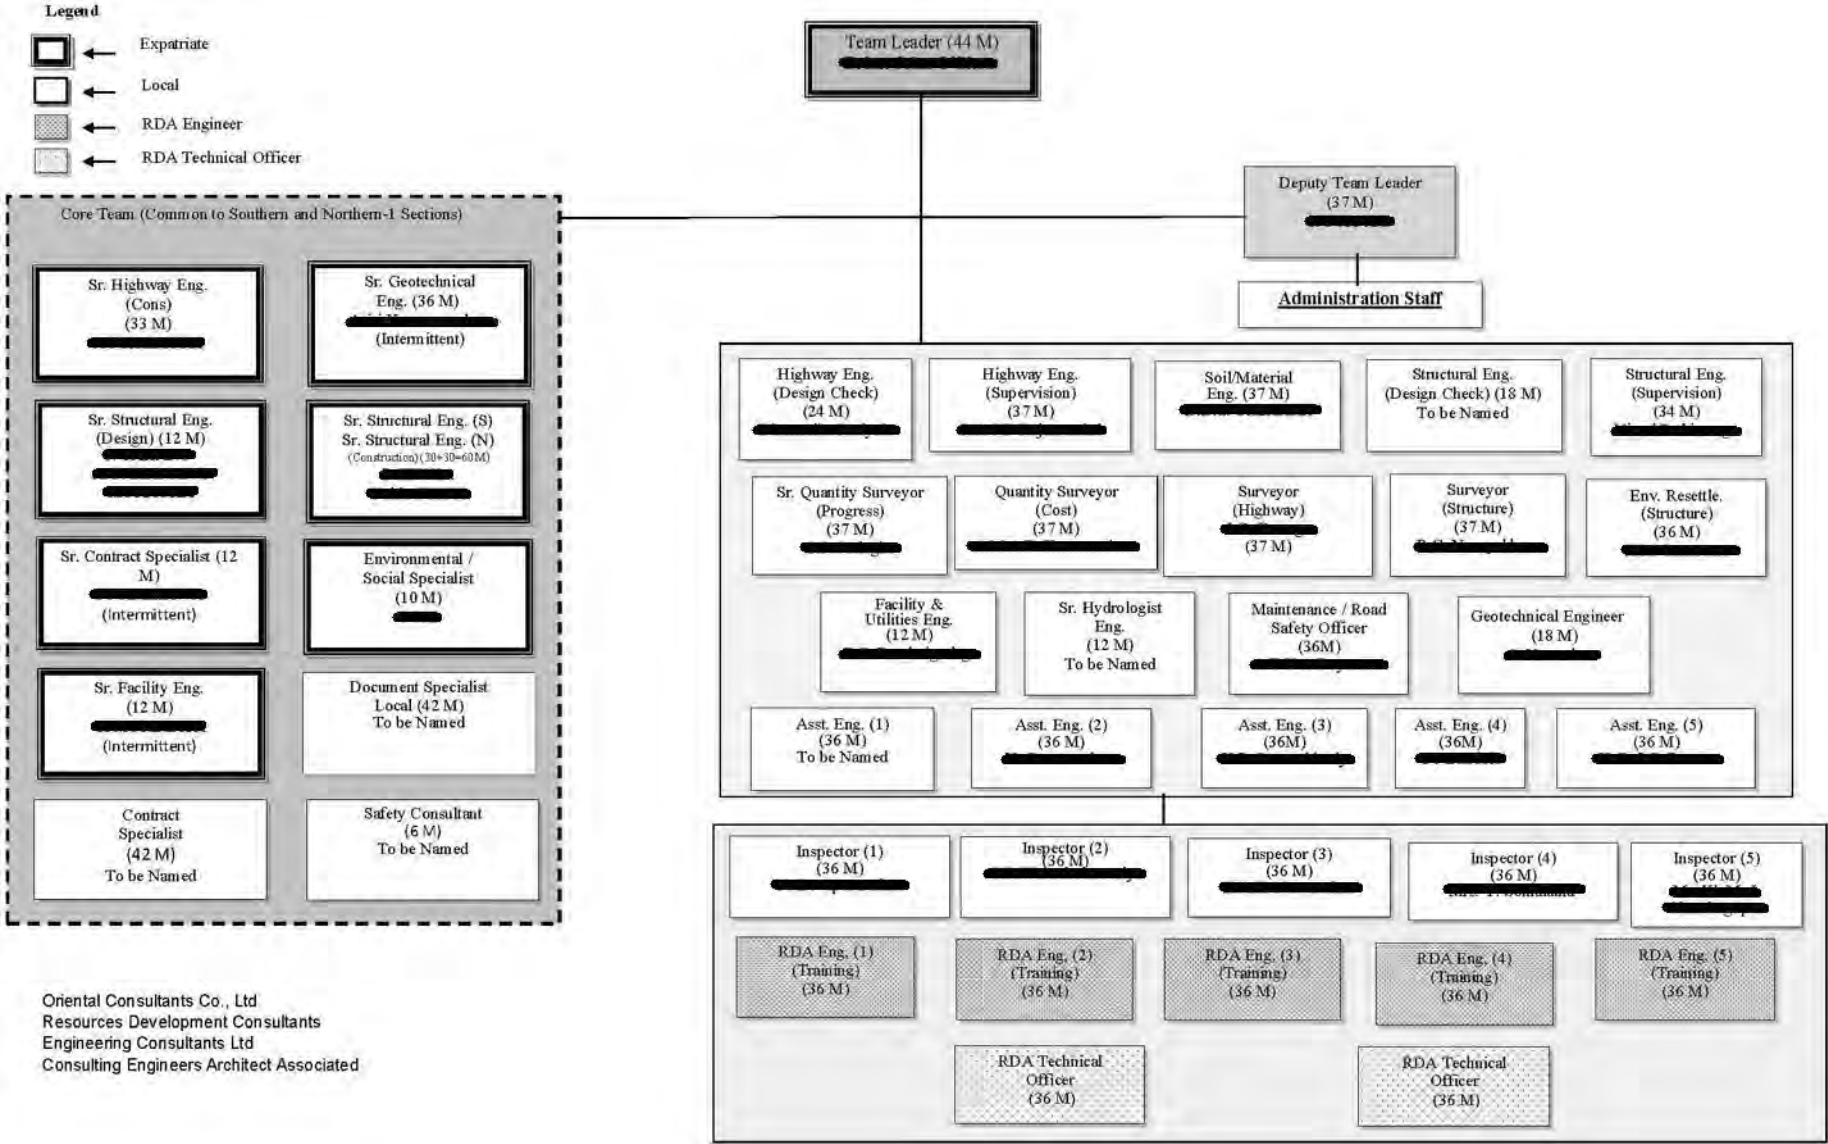 Legend
Expatriate
Local
RDA Engineer
RDA Technical Officer
Team Leader (44 M)
Deputy Team Leader
(37 M)
Administration Staff
Core Team (Common to Southern and Northern-1 Sections)
Sr. Highway Eng.
(Cons)
(33 M)
Sr. Geotechnical
Eng. (36 M)
(Intermittent)
Sr. Structural Eng.
(Design) (12 M)
Sr. Structural Eng. (S)
Sr. Structural Eng. (N)
(Construction) (30+30=60M)
Sr. Contract Specialist (12
M)
(Intermittent)
Environmental /
Social Specialist
(10 M)
Sr. Facility Eng.
(12 M)
(Intermittent)
Document Specialist
Local (42 M)
To be Named
Contract
Specialist
(42 M)
To be Named
Safety Consultant
(6 M)
To be Named
Highway Eng.
(Design Check)
(24 M)
Highway Eng.
(Supervision)
(37 M)
Soil/Material
Eng. (37 M)
Structural Eng.
(Design Check) (18 M)
To be Named
Structural Eng.
(Supervision)
(34 M)
Sr. Quantity Surveyor
(Progress)
(37 M)
Quantity Surveyor
(Cost)
(37 M)
Surveyor
(Highway)
(37 M)
Surveyor
(Structure)
(37 M)
Env. Resettle.
(Structure)
(36 M)
Facility &
Utilities Eng.
(12 M)
Sr. Hydrologist
Eng.
(12 M)
To be Named
Maintenance / Road
Safety Officer
(36M)
Geotechnical Engineer
(18 M)
Asst. Eng. (1)
(36 M)
To be Named
Asst. Eng. (2)
(36 M)
Asst. Eng. (3)
(36M)
Asst. Eng. (4)
(36M)
Asst. Eng. (5)
(36 M)
Inspector (1)
(36 M)
Inspector (2)
(36 M)
Inspector (3)
(36 M)
Inspector (4)
(36 M)
Inspector (5)
(36 M)
RDA Eng, (1)
(Training)
(36 M)
RDA Eng, (2)
(Training)
(36 M)
RDA Eng, (3)
(Training)
(36 M)
RDA Eng, (4)
(Training)
(36 M)
RDA Eng, (5)
(Training)
(36 M)
RDA Technical
Officer
(36 M)
RDA Technical
Officer
(36 M)
Oriental Consultants Co., Ltd
Resources Development Consultants
Engineering Consultants Ltd
Consulting Engineers Architect Associated